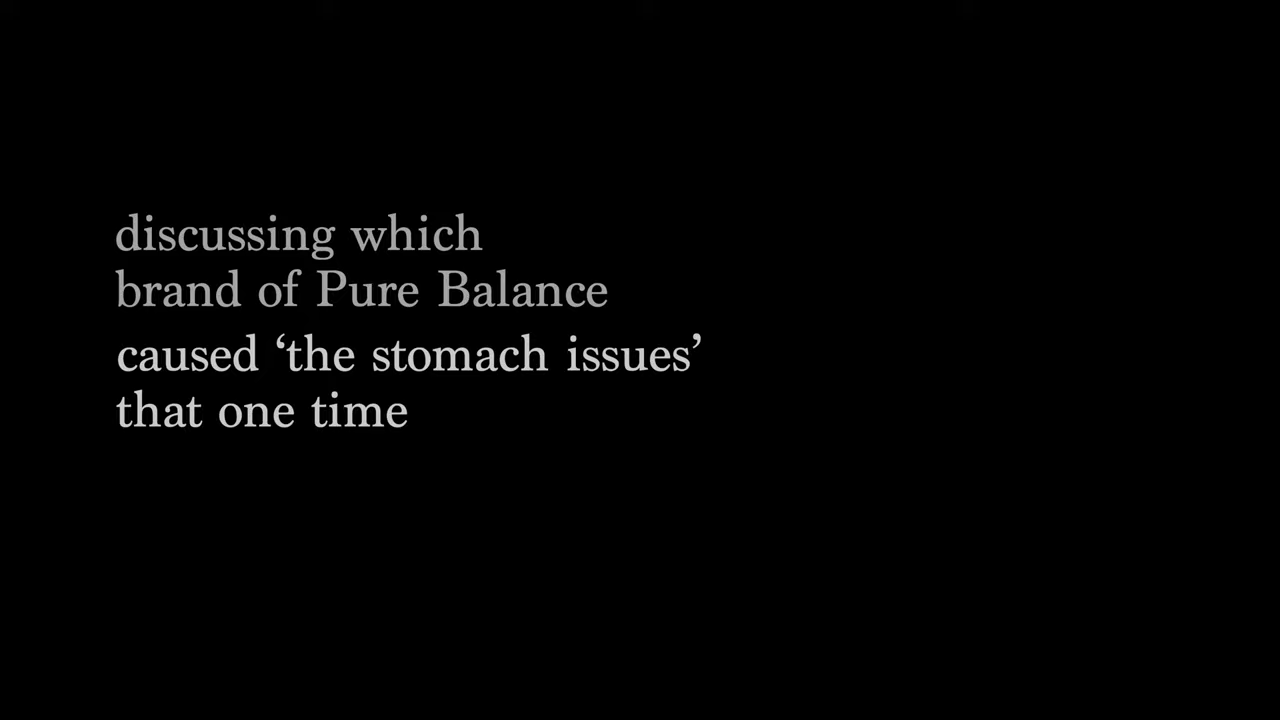 discussing which
brand of Pure Balance
caused ‘the stomach issues’
that one time